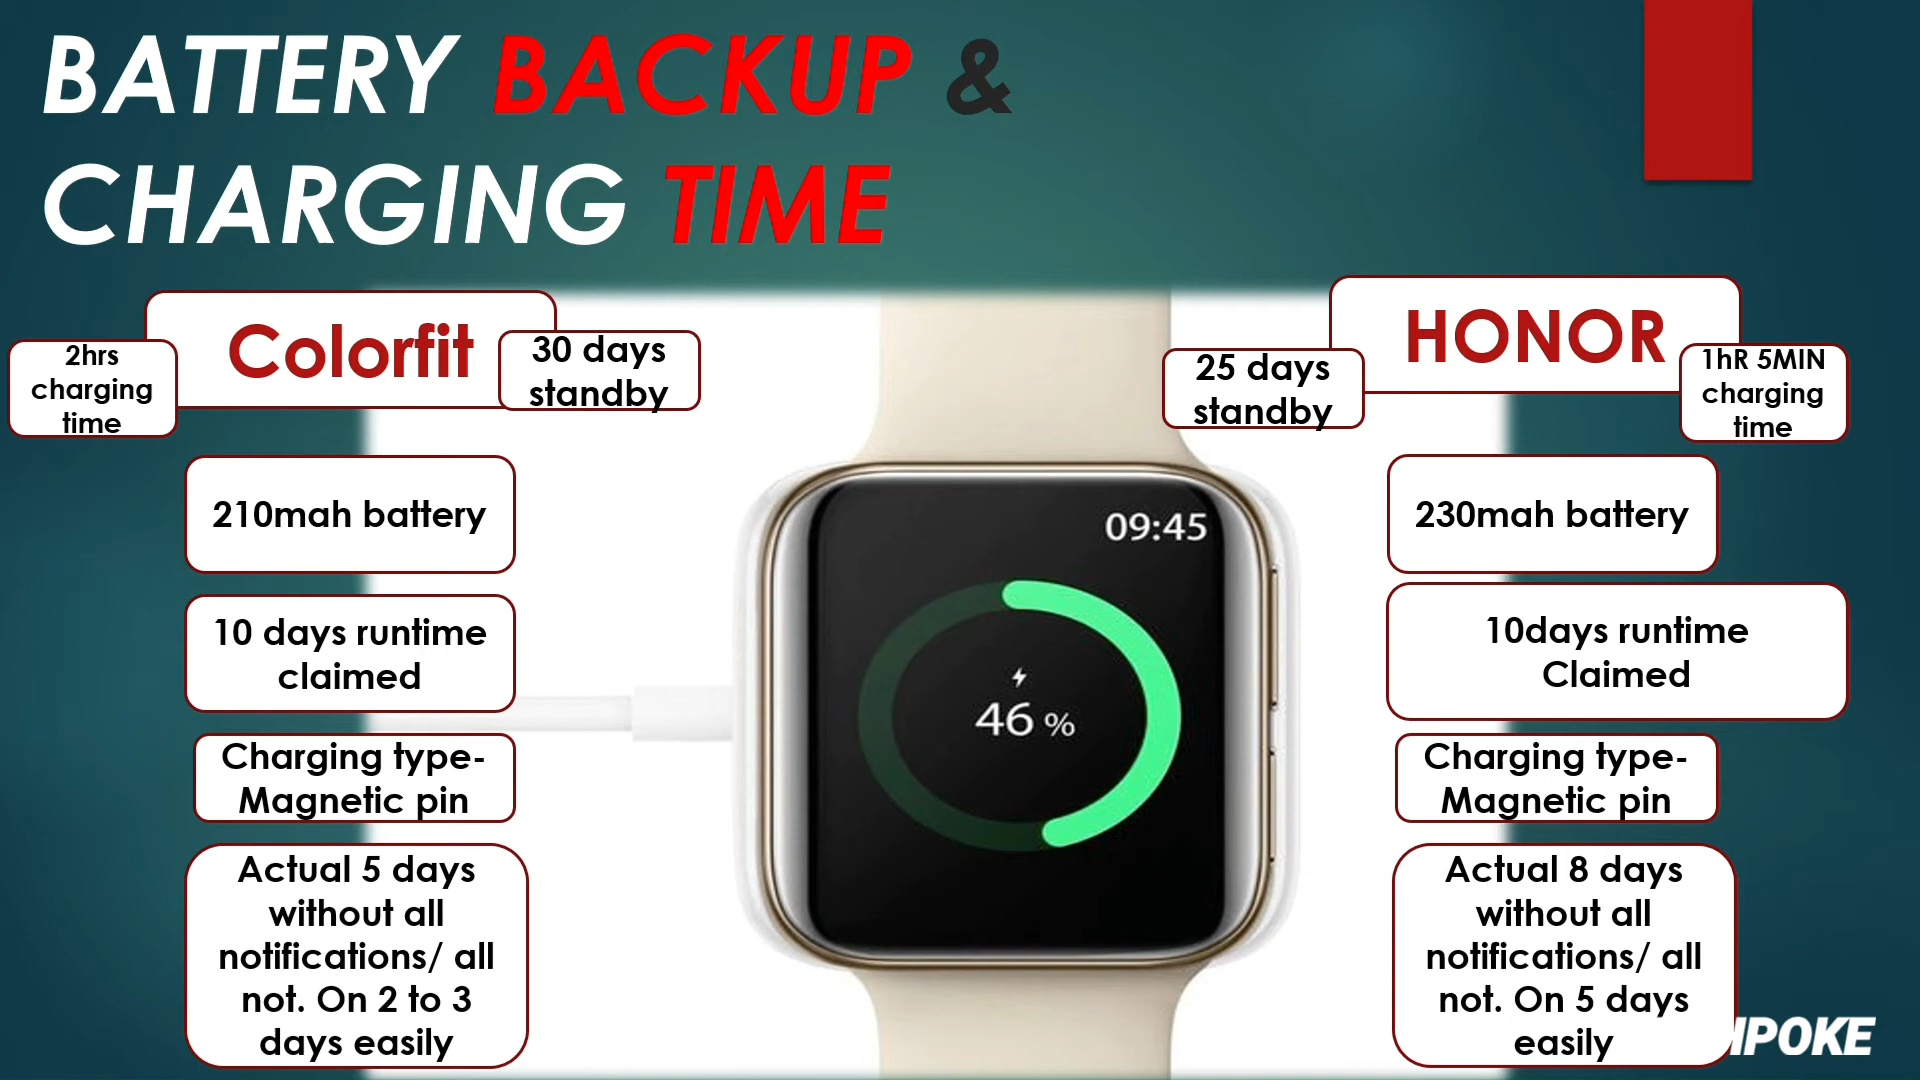 BATTERY BACKUP &
CHARGING TIME
Colorfit
2hrs
charging
time
30 days
standby
210mah battery
10 days runtime
claimed
Charging type-
Magnetic pin
Actual 5 days
without all
notifications/ all
not. On 2 to 3
days easily
09:45
46 %
HONOR
25 days
standby
1hR 5MIN
charging
time
230mah battery
10days runtime
Claimed
Charging type-
Magnetic pin
Actual 8 days
without all
notifications/ all
not. On 5 days
easily